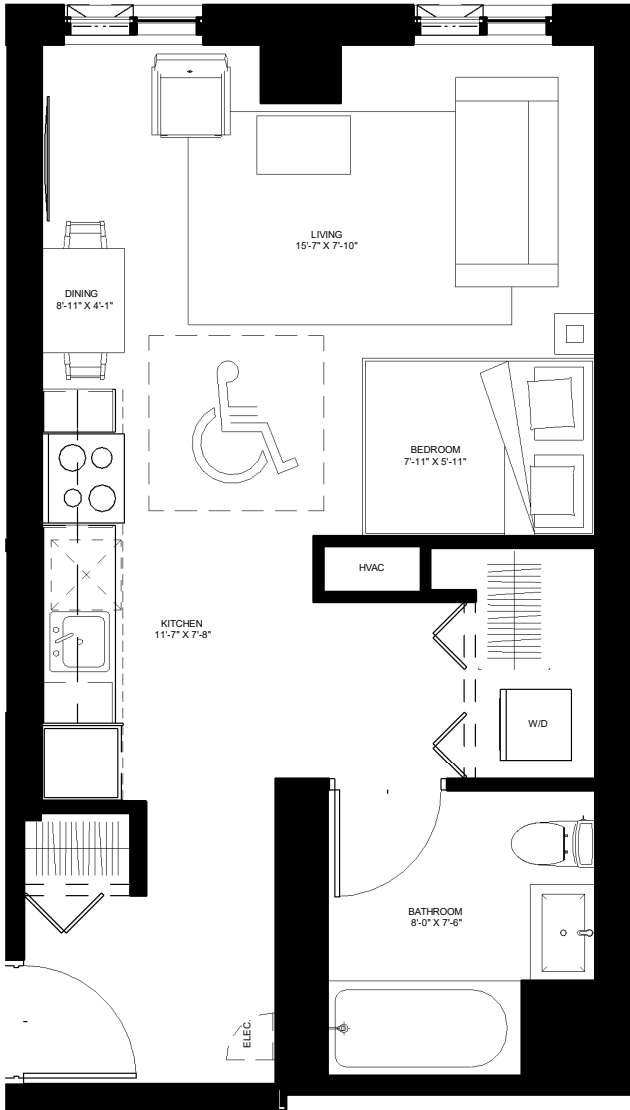 LIVING
15'-7" X 7'-10"
DINING
8'-11" X 4'-1"
BEDROOM
7'-11" X 5'-11"
HVAC
KITCHEN
11'-7" X 7'-8"
W/D
BATHROOM
8'-0" X 7'-6"
ELEC.